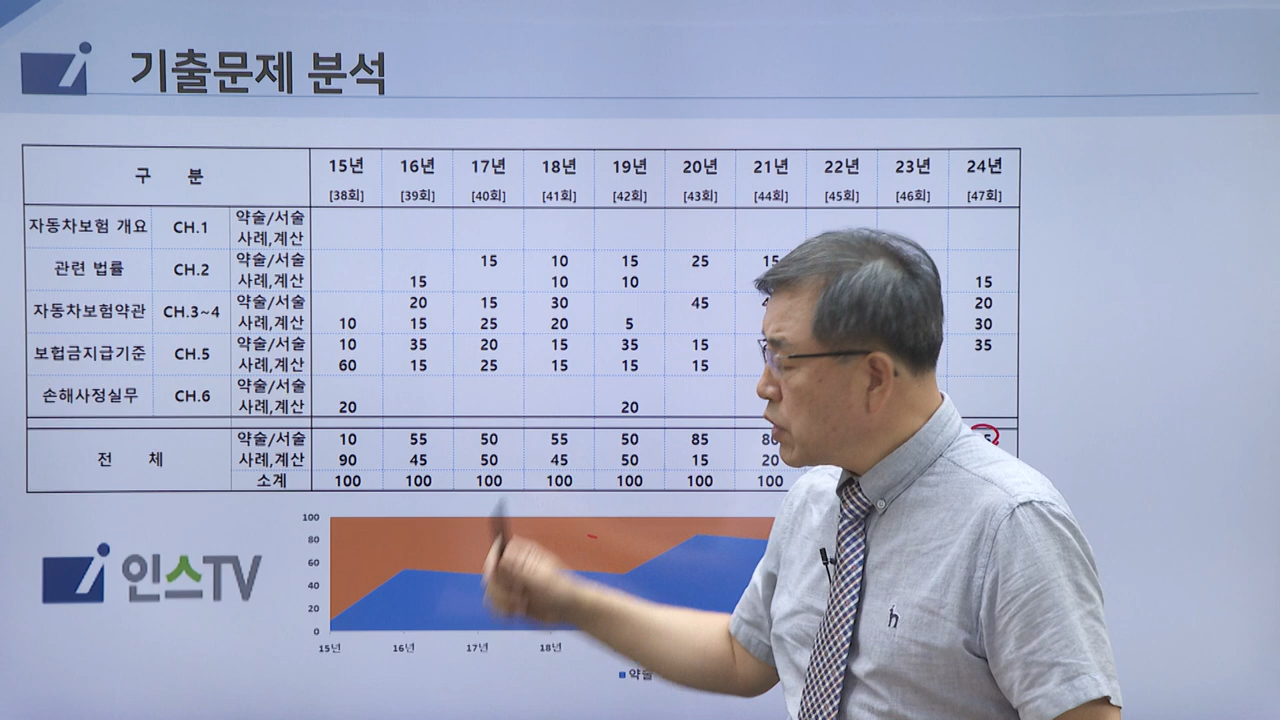 기출문제 분석
구 분 15년 16년 17년 18년 19년 20년 21년 22년 23년 24년
[38회] [39회] [40회] [41회] [42회] [43회] [44회] [45회] [46회] [47회]
자동차보험 개요 CH.1 약술/서술
사례,계산
관련 법률 CH.2 약술/서술 15 10 15 25 15
사례,계산 15 10 10 15
자동차보험약관 CH.3~4 약술/서술 20 15 30 45 20
사례,계산 10 15 25 20 5 30
보험금지급기준 CH.5 약술/서술 10 35 20 15 35 15 35
사례,계산 60 15 25 15 15 15
손해사정실무 CH.6 약술/서술
사례,계산 20 20
전 체 약술/서술 10 55 50 55 50 85 80
사례,계산 90 45 50 45 50 15 20
소계 100 100 100 100 100 100 100
100
80
60
40
20
0
15년 16년 17년 18년
약술
인스TV
h